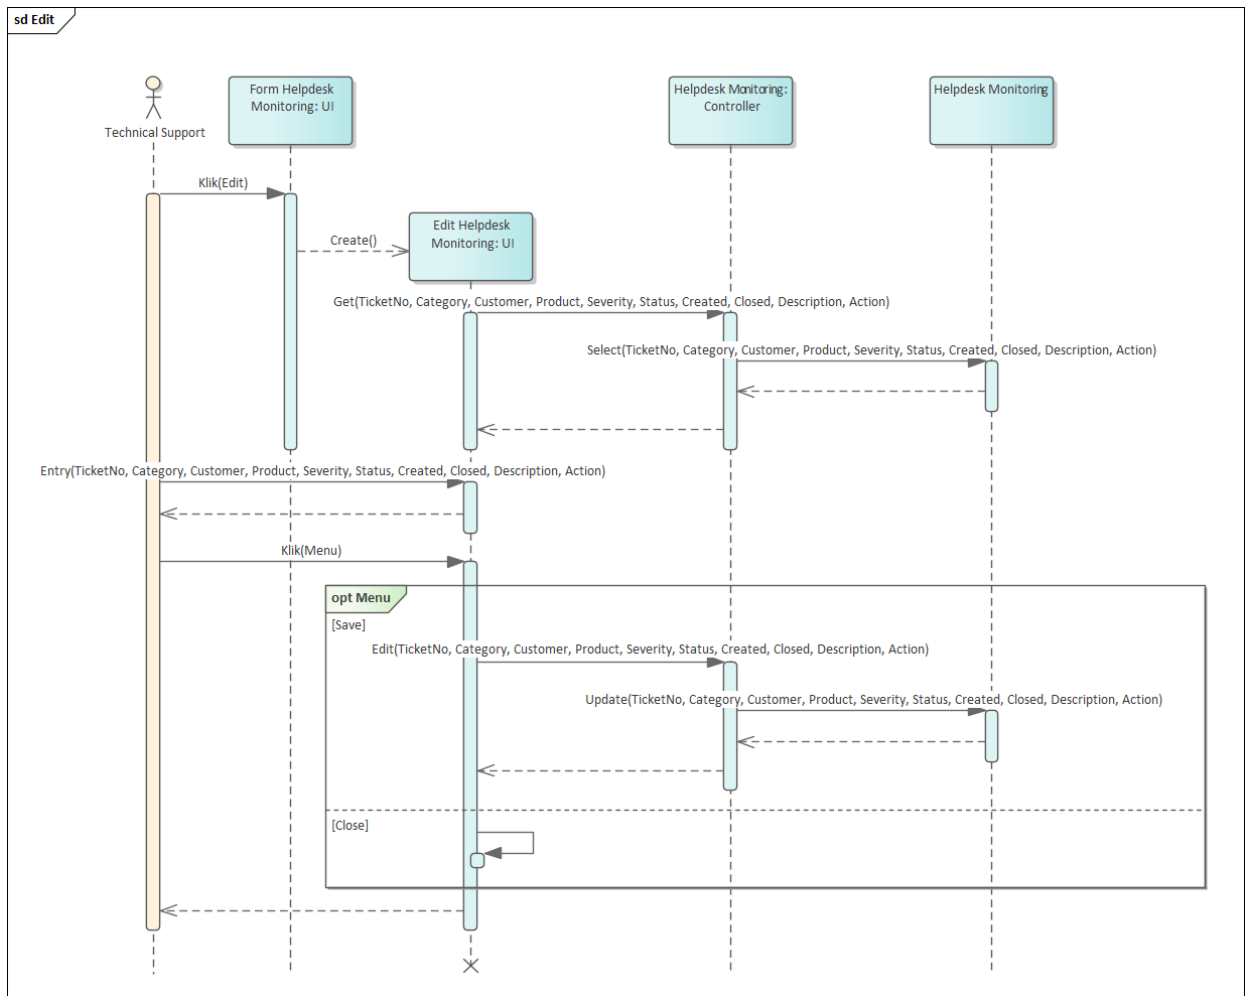 sd Edit
Technical Support
Form Helpdesk
Monitoring: UI
Helpdesk Monitoring:
Controller
Helpdesk Monitoring
Klik(Edit)
Create()
Edit Helpdesk
Monitoring: UI
Get(TicketNo, Category, Customer, Product, Severity, Status, Created, Closed, Description, Action)
Select(TicketNo, Category, Customer, Product, Severity, Status, Created, Closed, Description, Action)
Entry(TicketNo, Category, Customer, Product, Severity, Status, Created, Closed, Description, Action)
Klik(Menu)
opt Menu
[Save]
Edit(TicketNo, Category, Customer, Product, Severity, Status, Created, Closed, Description, Action)
Update(TicketNo, Category, Customer, Product, Severity, Status, Created, Closed, Description, Action)
[Close]